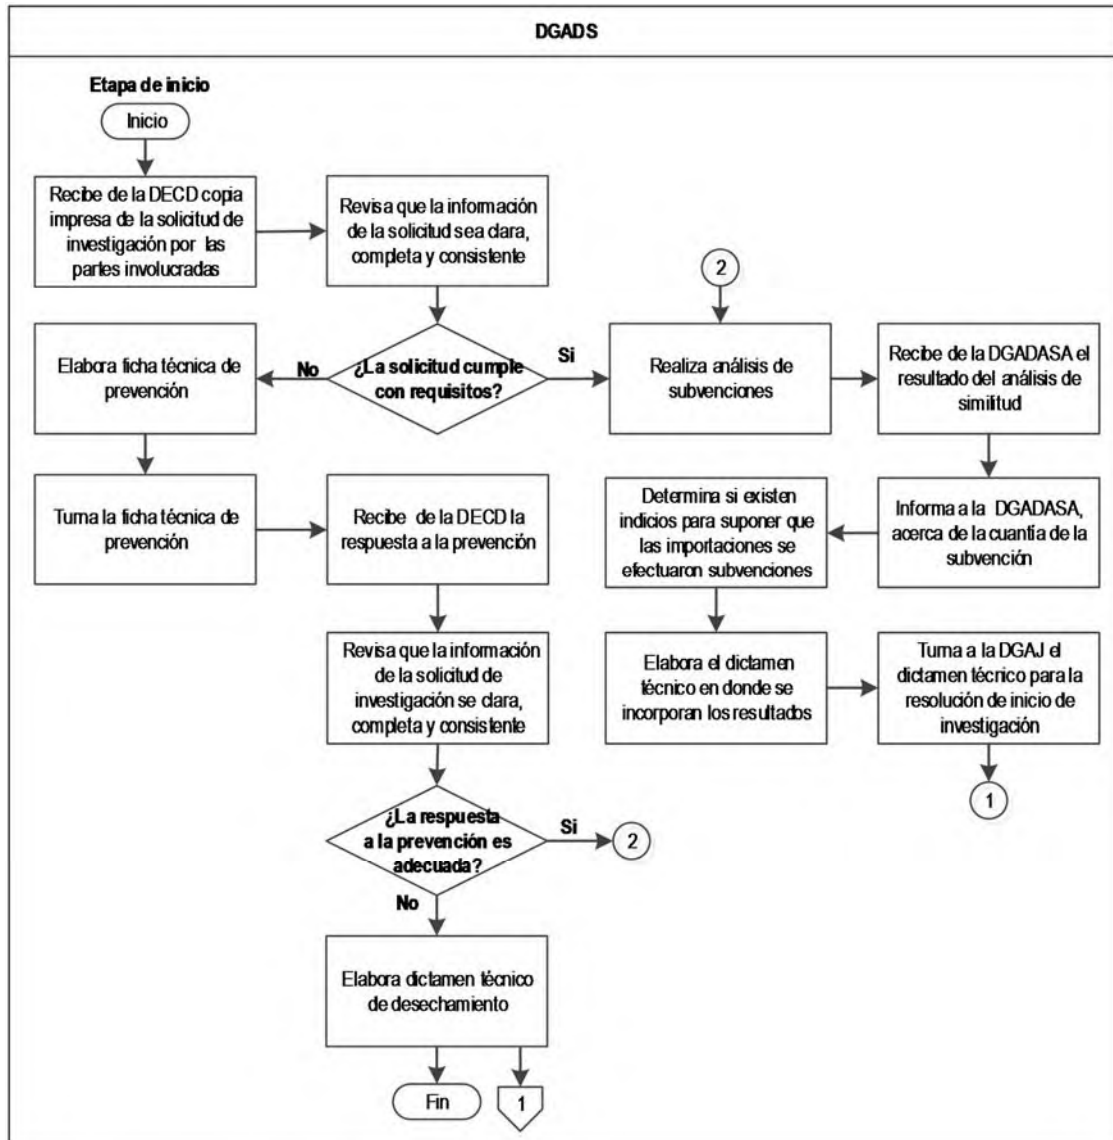 DGADS
Etapa de inicio
Inicio
Recibe de la DECD copia
impresa de la solicitud de
investigación por las
partes involucradas
Revisa que la información
de la solicitud sea clara,
completa y consistente
2
Elabora ficha técnica de
prevención
No
¿La solicitud cumple
con requisitos?
Si
Realiza análisis de
subvenciones
Recibe de la DGADASA el
resultado del análisis de
similitud
Turna la ficha técnica de
prevención
Recibe de la DECD la
respuesta a la prevención
Determina si existen
indicios para suponer que
las importaciones se
efectuaron subvenciones
Informa a la DGADASA,
acerca de la cuantía de la
subvención
Revisa que la información
de la solicitud de
investigación se clara,
completa y consistente
Elabora el dictamen
técnico en donde se
incorporan los resultados
Turna a la DGAJ el
dictamen técnico para la
resolución de inicio de
investigación
1
¿La respuesta
a la prevención es
adecuada?
Si
2
No
Elabora dictamen técnico
de desechamiento
Fin
1